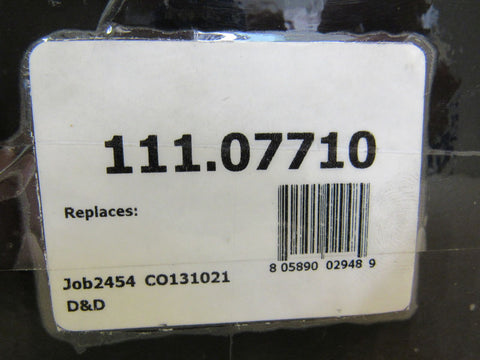 111.07710
Replaces:
8 05890 02948 9
Job2454 CO131021
D&D